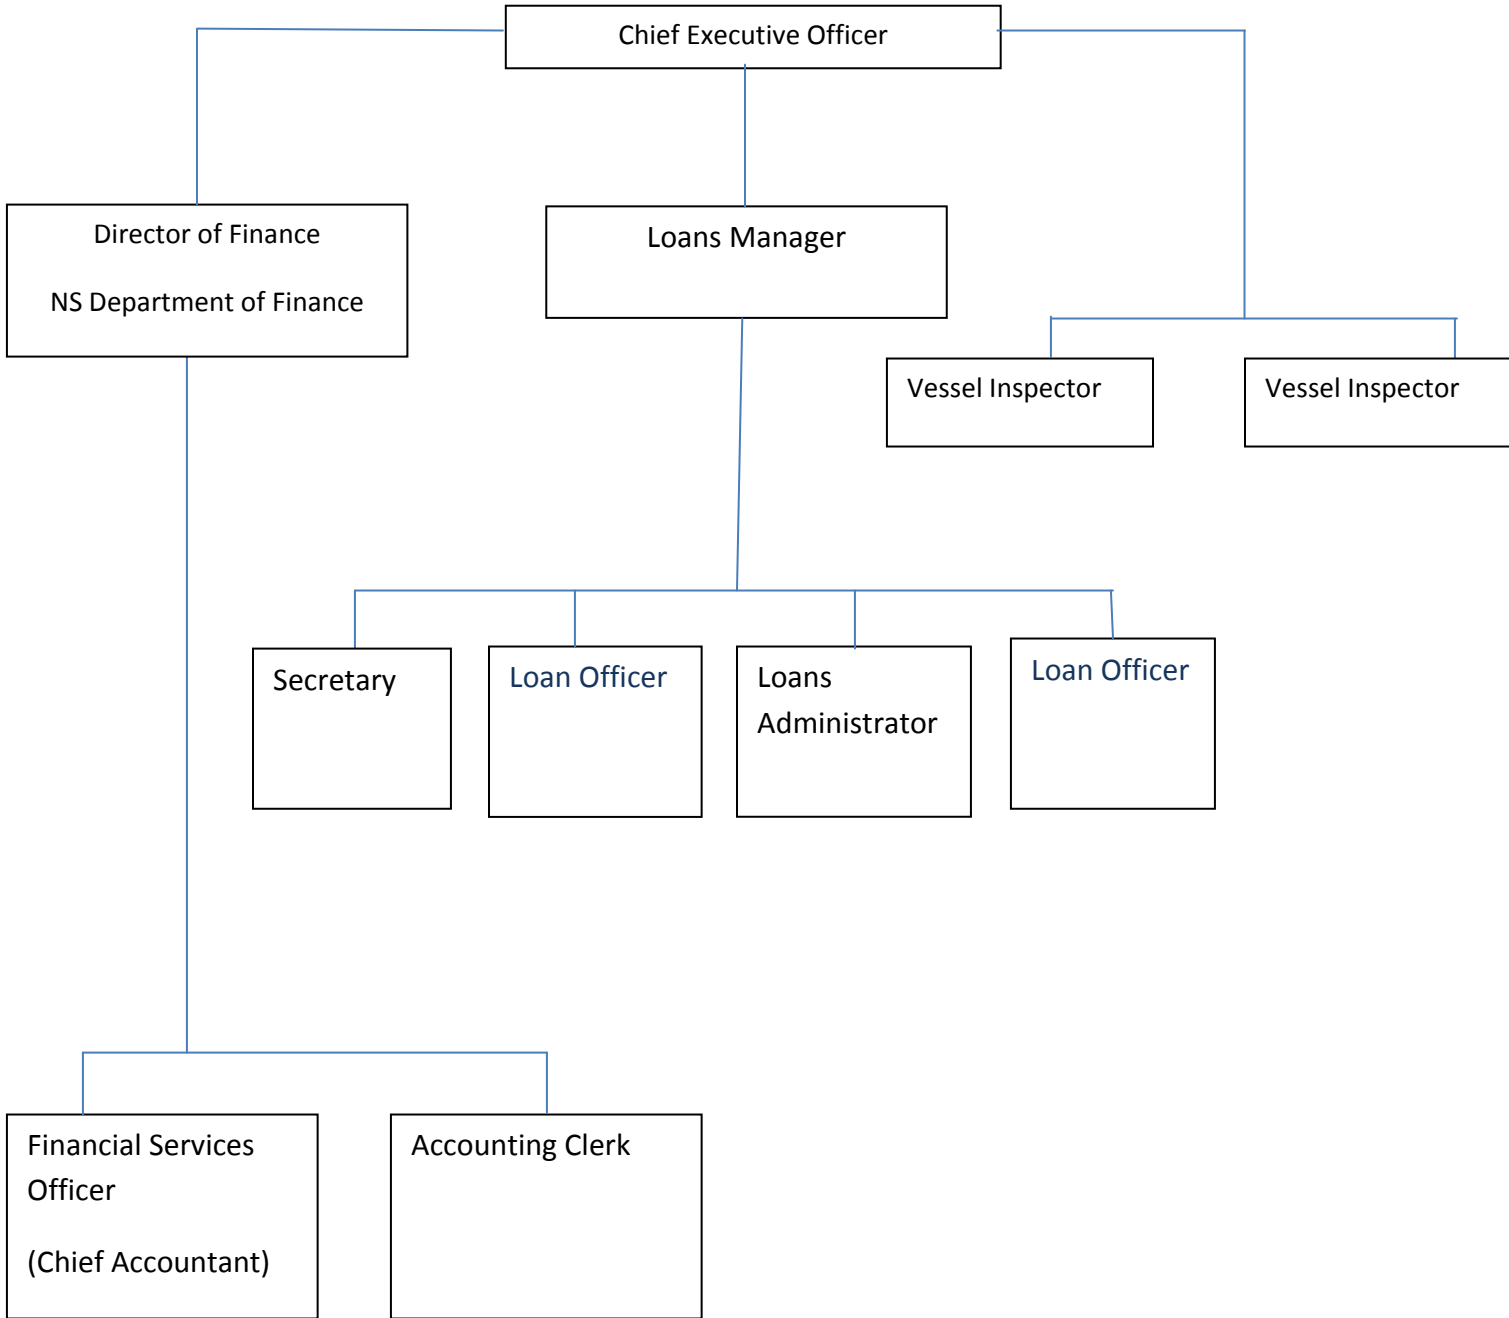 Chief Executive Officer
Director of Finance
NS Department of Finance
Loans Manager
Vessel Inspector
Vessel Inspector
Secretary
Loan Officer
Loans
Administrator
Loan Officer
Financial Services
Officer
(Chief Accountant)
Accounting Clerk